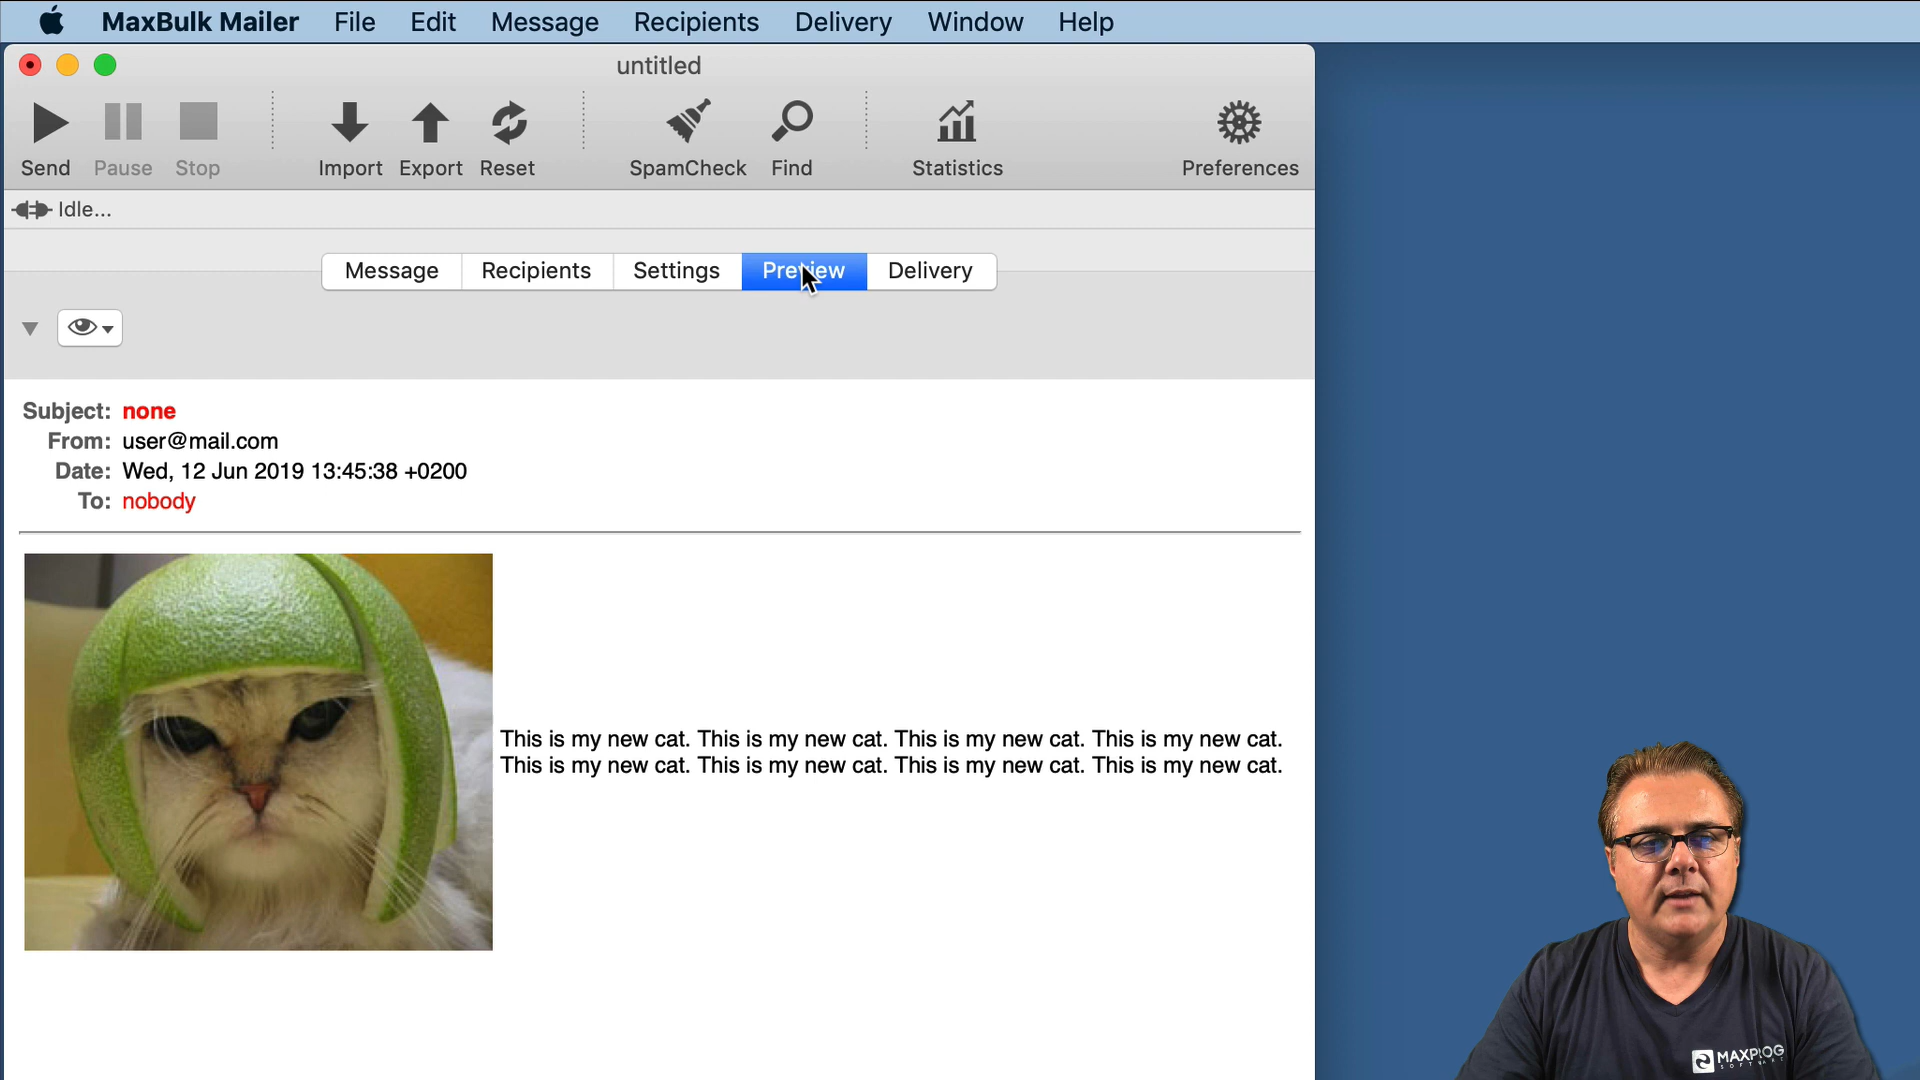 MaxBulk Mailer File Edit Message Recipients Delivery Window Help
untitled
Send Pause Stop Import Export Reset SpamCheck Find Statistics Preferences
Idle...
Message Recipients Settings Preview Delivery
Subject: none
From: user@mail.com
Date: Wed, 12 Jun 2019 13:45:38 +0200
To: nobody
This is my new cat. This is my new cat. This is my new cat. This is my new cat.
This is my new cat. This is my new cat. This is my new cat. This is my new cat.
MAXPROG
SOFTWARE